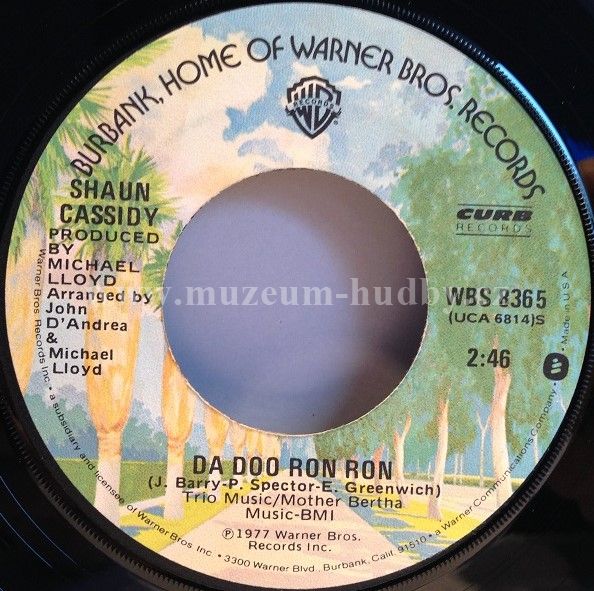 BURBANK, HOME OF WARNER BROS. RECORDS
WB
RECORDS
SHAUN
CASSIDY
PRODUCED
BY
MICHAEL
LLOYD
Arranged by
John
D'Andrea
&
Michael
Lloyd
CURB
RECORDS
WBS 8365
(UCA 6814)S
2:46
www.muzeum-hudby.cz
DA DOO RON RON
(J. Barry-P. Spector-E. Greenwich)
Trio Music/Mother Bertha
Music-BMI
℗1977 Warner Bros.
Records Inc.
Warner Bros. Records Inc. • a subsidiary and licensee of Warner Bros. Inc. • 3300 Warner Blvd., Burbank, Calif. 91510 • a Warner Communications Company. • Made in U.S.A.